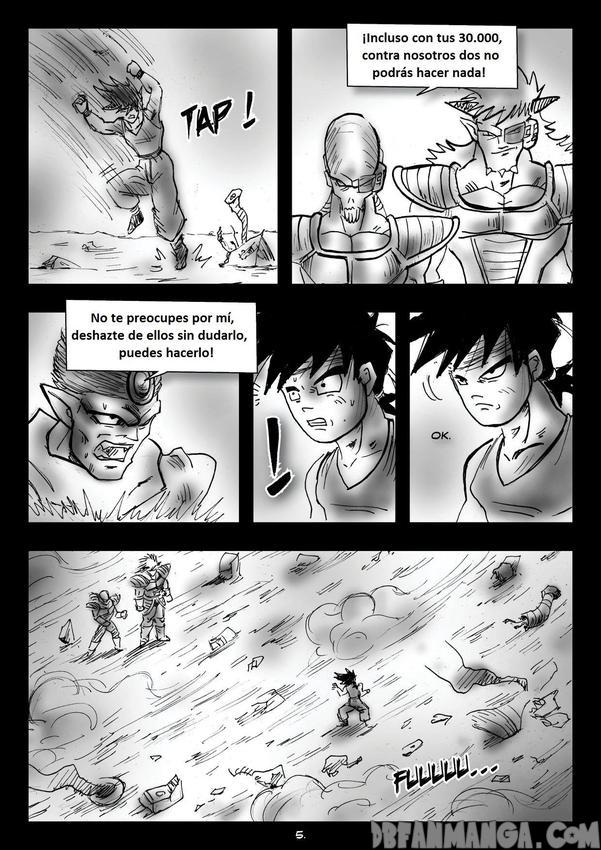 TAP !
¡Incluso con tus 30.000,
contra nosotros dos no
podrás hacer nada!
No te preocupes por mí,
deshazte de ellos sin dudarlo,
puedes hacerlo!
!
OK.
FUUUUU...
5.
DBFANMANGA.COM